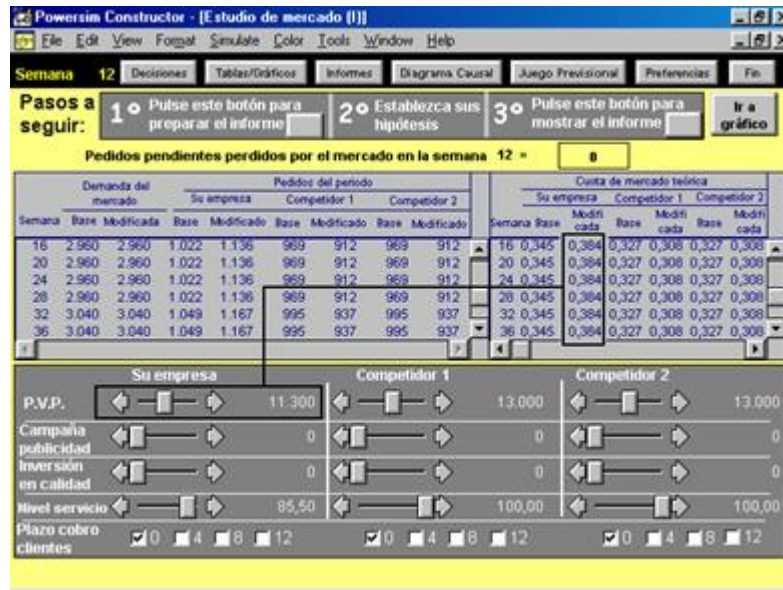 Powersim Constructor - [Estudio de mercado (I)]
File Edit View Format Simulate Color Tools Window Help
Semana 12 Decisiones Tablas/Gráficos Informes Diagrama Causal Juego Previsional Preferencias Fin
Pasos a seguir: 1º Pulse este botón para preparar el informe 2º Establezca sus hipótesis 3º Pulse este botón para mostrar el informe Ir a gráfico
Pedidos pendientes perdidos por el mercado en la semana 12 = 0
Demanda del mercado Pedidos del periodo Cuota de mercado teórica
Su empresa Competidor 1 Competidor 2 Su empresa Competidor 1 Competidor 2
Semana Base Modificada Base Modificado Base Modificado Base Modificado Semana Base Modificada Base Modificada Base Modificada
16 2.960 2.960 1.022 1.136 969 912 969 912 16 0,345 0,384 0,327 0,308 0,327 0,308
20 2.960 2.960 1.022 1.136 969 912 969 912 20 0,345 0,384 0,327 0,308 0,327 0,308
24 2.960 2.960 1.022 1.136 969 912 969 912 24 0,345 0,384 0,327 0,308 0,327 0,308
28 2.960 2.960 1.022 1.136 969 912 969 912 28 0,345 0,384 0,327 0,308 0,327 0,308
32 3.040 3.040 1.049 1.167 995 937 995 937 32 0,345 0,384 0,327 0,308 0,327 0,308
36 3.040 3.040 1.049 1.167 995 937 995 937 36 0,345 0,384 0,327 0,308 0,327 0,308
Su empresa Competidor 1 Competidor 2
P.V.P. 11.300 13.000 13.000
Campaña publicidad 0 0 0
Inversión en calidad 0 0 0
Nivel servicio 85,50 100,00 100,00
Plazo cobro clientes 0 4 8 12 0 4 8 12 0 4 8 12